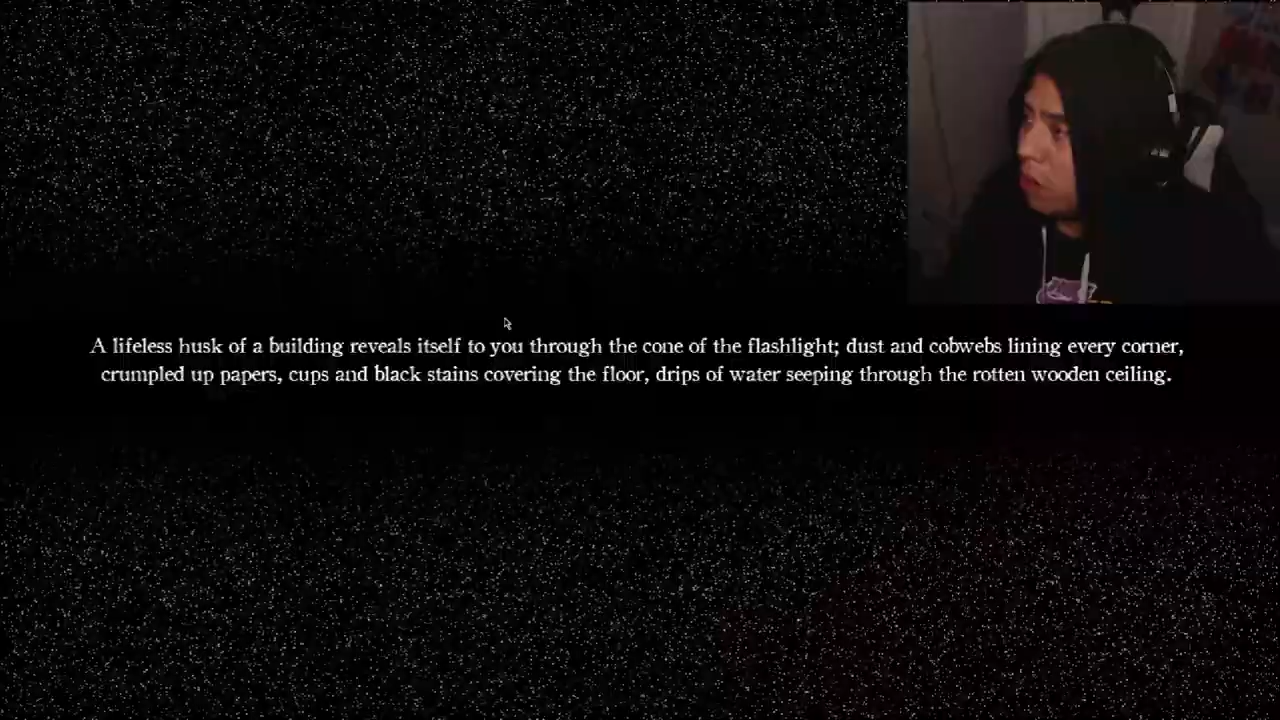 A lifeless husk of a building reveals itself to you through the cone of the flashlight; dust and cobwebs lining every corner,
crumpled up papers, cups and black stains covering the floor, drips of water seeping through the rotten wooden ceiling.